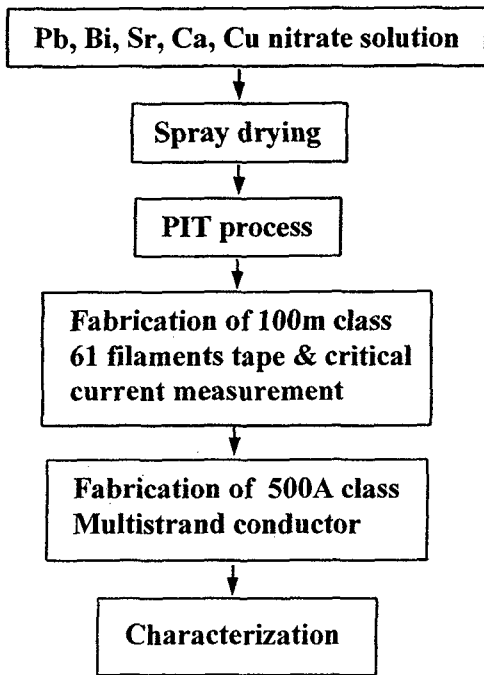 Pb, Bi, Sr, Ca, Cu nitrate solution
Spray drying
PIT process
Fabrication of 100m class
61 filaments tape & critical
current measurement
Fabrication of 500A class
Multistrand conductor
Characterization